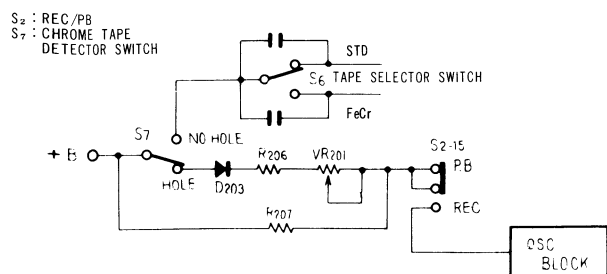 S₂ : REC/PB
S₇ : CHROME TAPE
DETECTOR SWITCH
STD
S₆ TAPE SELECTOR SWITCH
FeCr
S₇
NO HOLE
+ B
HOLE
D₂₀₃
R₂₀₆
VR₂₀₁
S₂-₁₅
P.B
REC
R₂₀₇
OSC
BLOCK